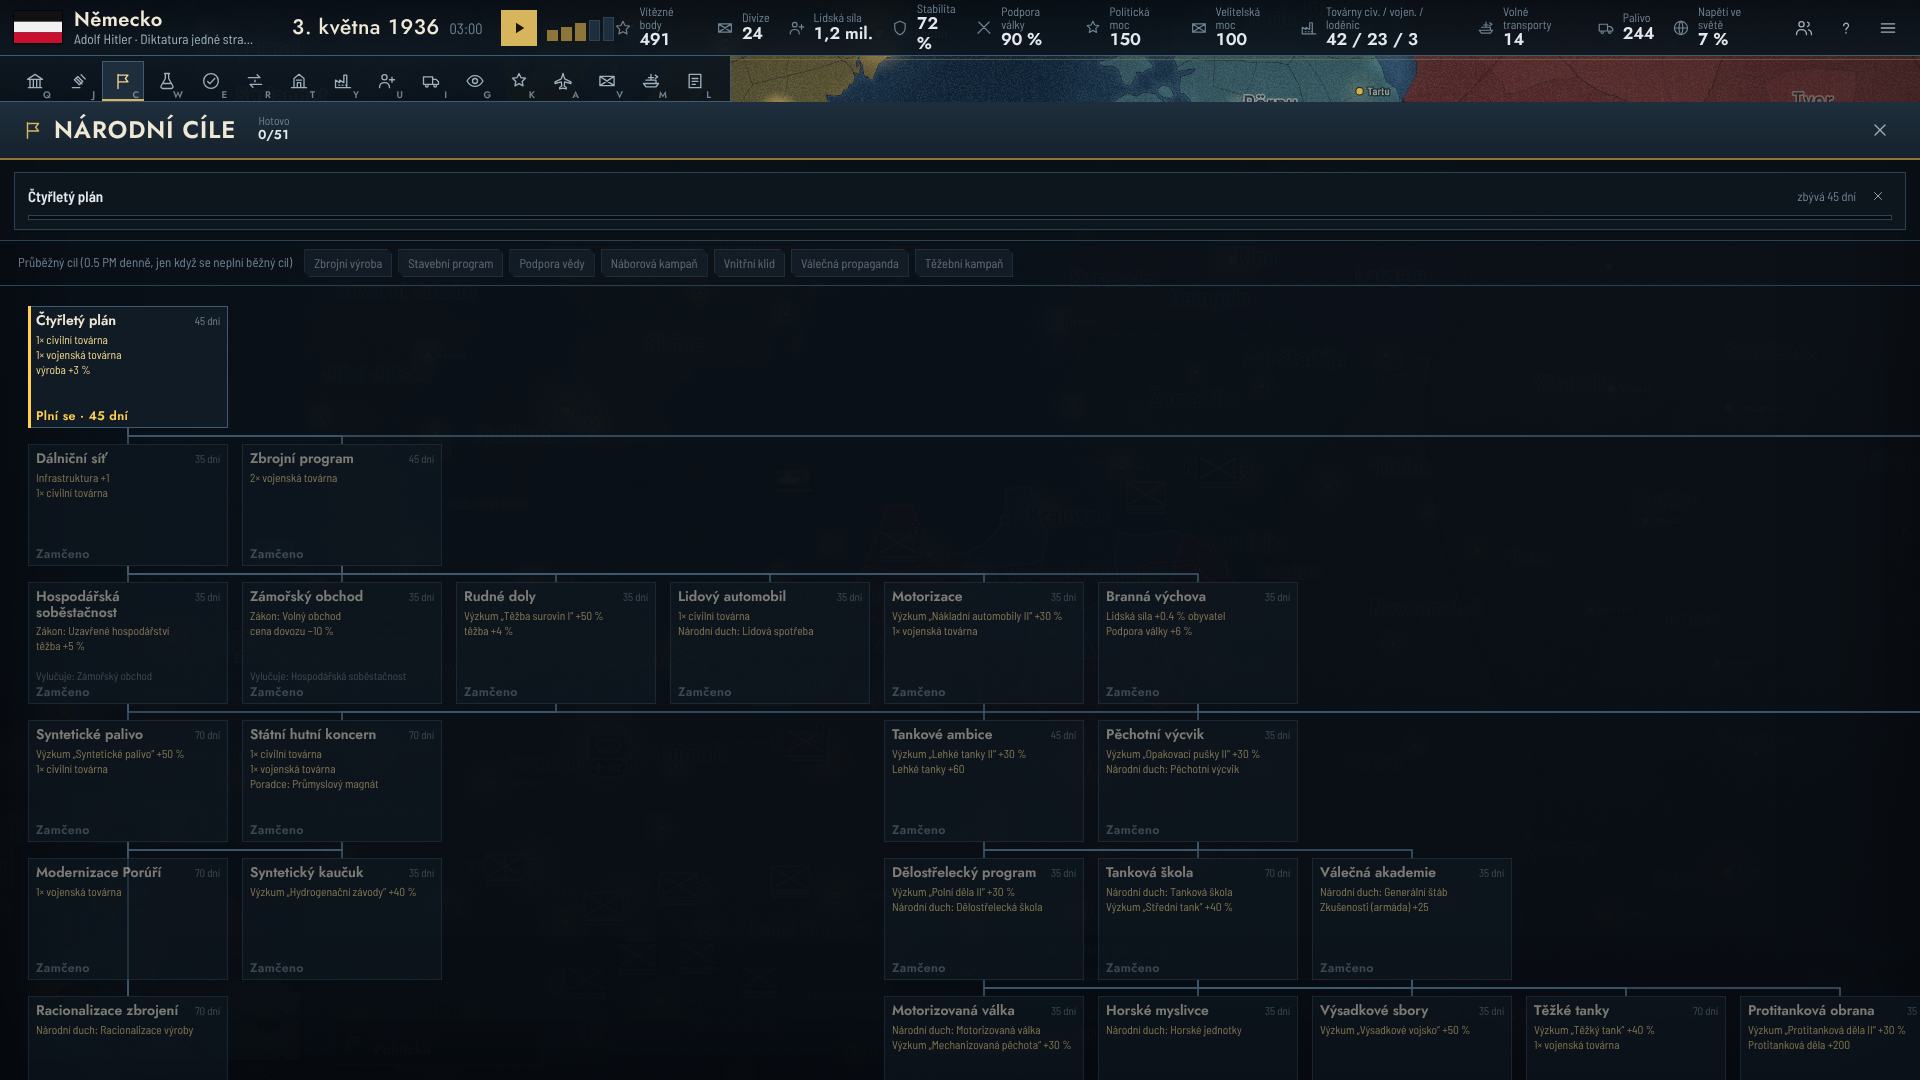 Německo
Adolf Hitler · Diktatura jedné stra...
3. května 1936 03:00
Vítězné body 491
Divize 24
Lidská síla 1,2 mil.
Stabilita 72 %
Podpora války 90 %
Politická moc 150
Velitelská moc 100
Továrny civ. / vojen. / loděnic 42 / 23 / 3
Volné transporty 14
Palivo 244
Napětí ve světě 7 %
?
Q J C W E R T Y U I G K A V M L
Tartu
NÁRODNÍ CÍLE
Hotovo
0/51
Čtyřletý plán
zbývá 45 dní
Průběžný cíl (0.5 PM denně, jen když se neplní běžný cíl)
Zbrojní výroba
Stavební program
Podpora vědy
Náborová kampaň
Vnitřní klid
Válečná propaganda
Těžební kampaň
Čtyřletý plán 45 dní
1× civilní továrna
1× vojenská továrna
výroba +3 %
Plní se · 45 dní
Dálniční síť 35 dní
Infrastruktura +1
1× civilní továrna
Zamčeno
Zbrojní program 45 dní
2× vojenská továrna
Zamčeno
Hospodářská soběstačnost 35 dní
Zákon: Uzavřené hospodářství
těžba +5 %
Vylučuje: Zámořský obchod
Zamčeno
Zámořský obchod 35 dní
Zákon: Volný obchod
cena dovozu −10 %
Vylučuje: Hospodářská soběstačnost
Zamčeno
Rudné doly 35 dní
Výzkum „Těžba surovin I“ +50 %
těžba +4 %
Zamčeno
Lidový automobil 35 dní
1× civilní továrna
Národní duch: Lidová spotřeba
Zamčeno
Motorizace 35 dní
Výzkum „Nákladní automobily II“ +30 %
1× vojenská továrna
Zamčeno
Branná výchova 35 dní
Lidská síla +0.4 % obyvatel
Podpora války +6 %
Zamčeno
Syntetické palivo 70 dní
Výzkum „Syntetické palivo“ +50 %
1× civilní továrna
Zamčeno
Státní hutní koncern 70 dní
1× civilní továrna
1× vojenská továrna
Poradce: Průmyslový magnát
Zamčeno
Tankové ambice 45 dní
Výzkum „Lehké tanky II“ +30 %
Lehké tanky +60
Zamčeno
Pěchotní výcvik 35 dní
Výzkum „Opakovací pušky II“ +30 %
Národní duch: Pěchotní výcvik
Zamčeno
Modernizace Porúří 70 dní
1× vojenská továrna
Zamčeno
Syntetický kaučuk 35 dní
Výzkum „Hydrogenační závody“ +40 %
Zamčeno
Dělostřelecký program 35 dní
Výzkum „Polní děla II“ +30 %
Národní duch: Dělostřelecká škola
Zamčeno
Tanková škola 70 dní
Národní duch: Tanková škola
Výzkum „Střední tank“ +40 %
Zamčeno
Válečná akademie 35 dní
Národní duch: Generální štáb
Zkušenosti (armáda) +25
Zamčeno
Racionalizace zbrojení 70 dní
Národní duch: Racionalizace výroby
Motorizovaná válka 35 dní
Národní duch: Motorizovaná válka
Výzkum „Mechanizovaná pěchota“ +30 %
Horské myslivce 35 dní
Národní duch: Horské jednotky
Výsadkové sbory 35 dní
Výzkum „Výsadkové vojsko“ +50 %
Těžké tanky 70 dní
Výzkum „Těžký tank“ +40 %
1× vojenská továrna
Protitanková obrana 35
Výzkum „Protitanková děla II“ +30 %
Protitanková děla +200